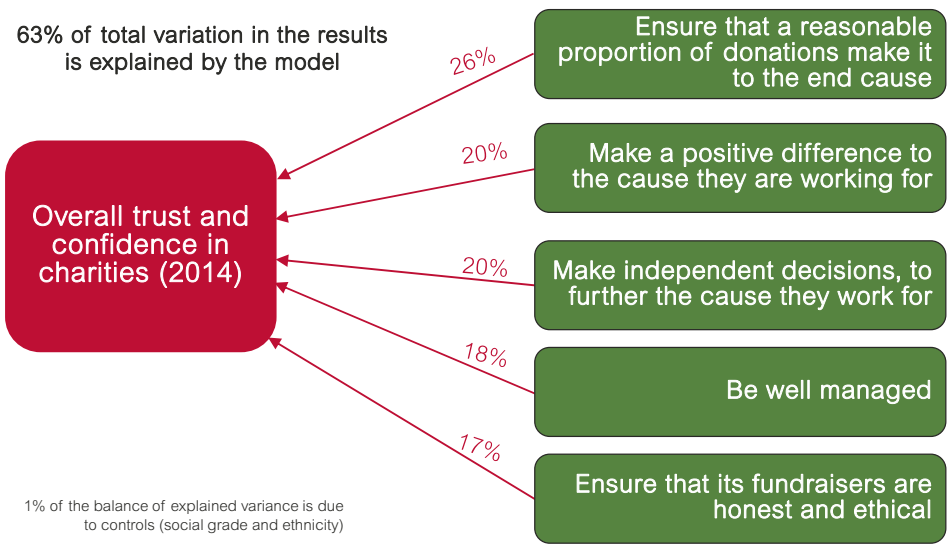 63% of total variation in the results
is explained by the model
26%
Ensure that a reasonable
proportion of donations make it
to the end cause
20%
Make a positive difference to
the cause they are working for
Overall trust and
confidence in
charities (2014)
20%
Make independent decisions, to
further the cause they work for
18%
Be well managed
17%
Ensure that its fundraisers are
honest and ethical
1% of the balance of explained variance is due
to controls (social grade and ethnicity)